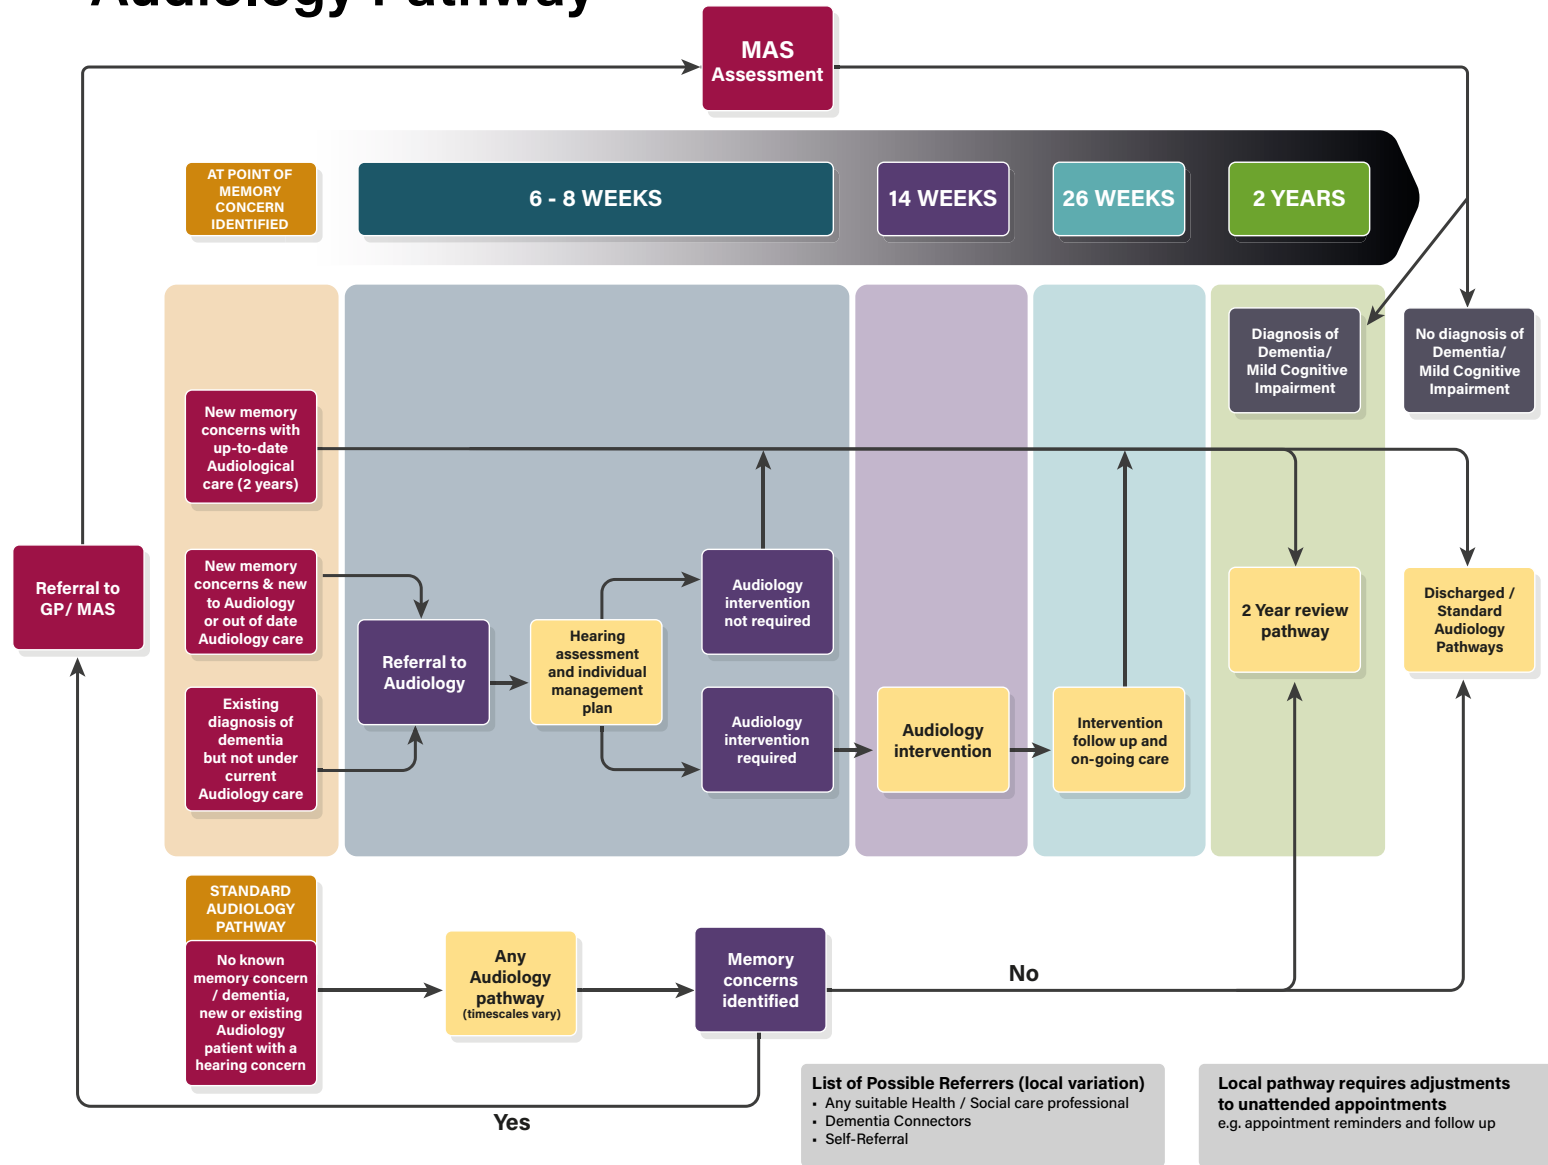 Audiology Pathway
MAS
Assessment
AT POINT OF
MEMORY
CONCERN
IDENTIFIED
6 - 8 WEEKS
14 WEEKS
26 WEEKS
2 YEARS
Diagnosis of
Dementia/
Mild Cognitive
Impairment
No diagnosis of
Dementia/
Mild Cognitive
Impairment
New memory
concerns with
up-to-date
Audiological
care (2 years)
Referral to
GP/ MAS
New memory
concerns & new
to Audiology
or out of date
Audiology care
Existing
diagnosis of
dementia
but not under
current
Audiology care
Referral to
Audiology
Hearing
assessment
and individual
management
plan
Audiology
intervention
not required
Audiology
intervention
required
Audiology
intervention
Intervention
follow up and
on-going care
2 Year review
pathway
Discharged /
Standard
Audiology
Pathways
STANDARD
AUDIOLOGY
PATHWAY
No known
memory concern
/ dementia,
new or existing
Audiology
patient with a
hearing concern
Any
Audiology
pathway
(timescales vary)
Memory
concerns
identified
No
Yes
List of Possible Referrers (local variation)
▪ Any suitable Health / Social care professional
▪ Dementia Connectors
▪ Self-Referral
Local pathway requires adjustments
to unattended appointments
e.g. appointment reminders and follow up